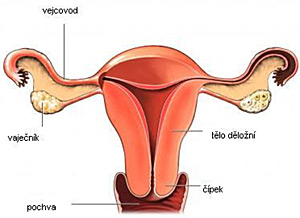 vejcovod
vaječník
tělo děložní
čípek
pochva